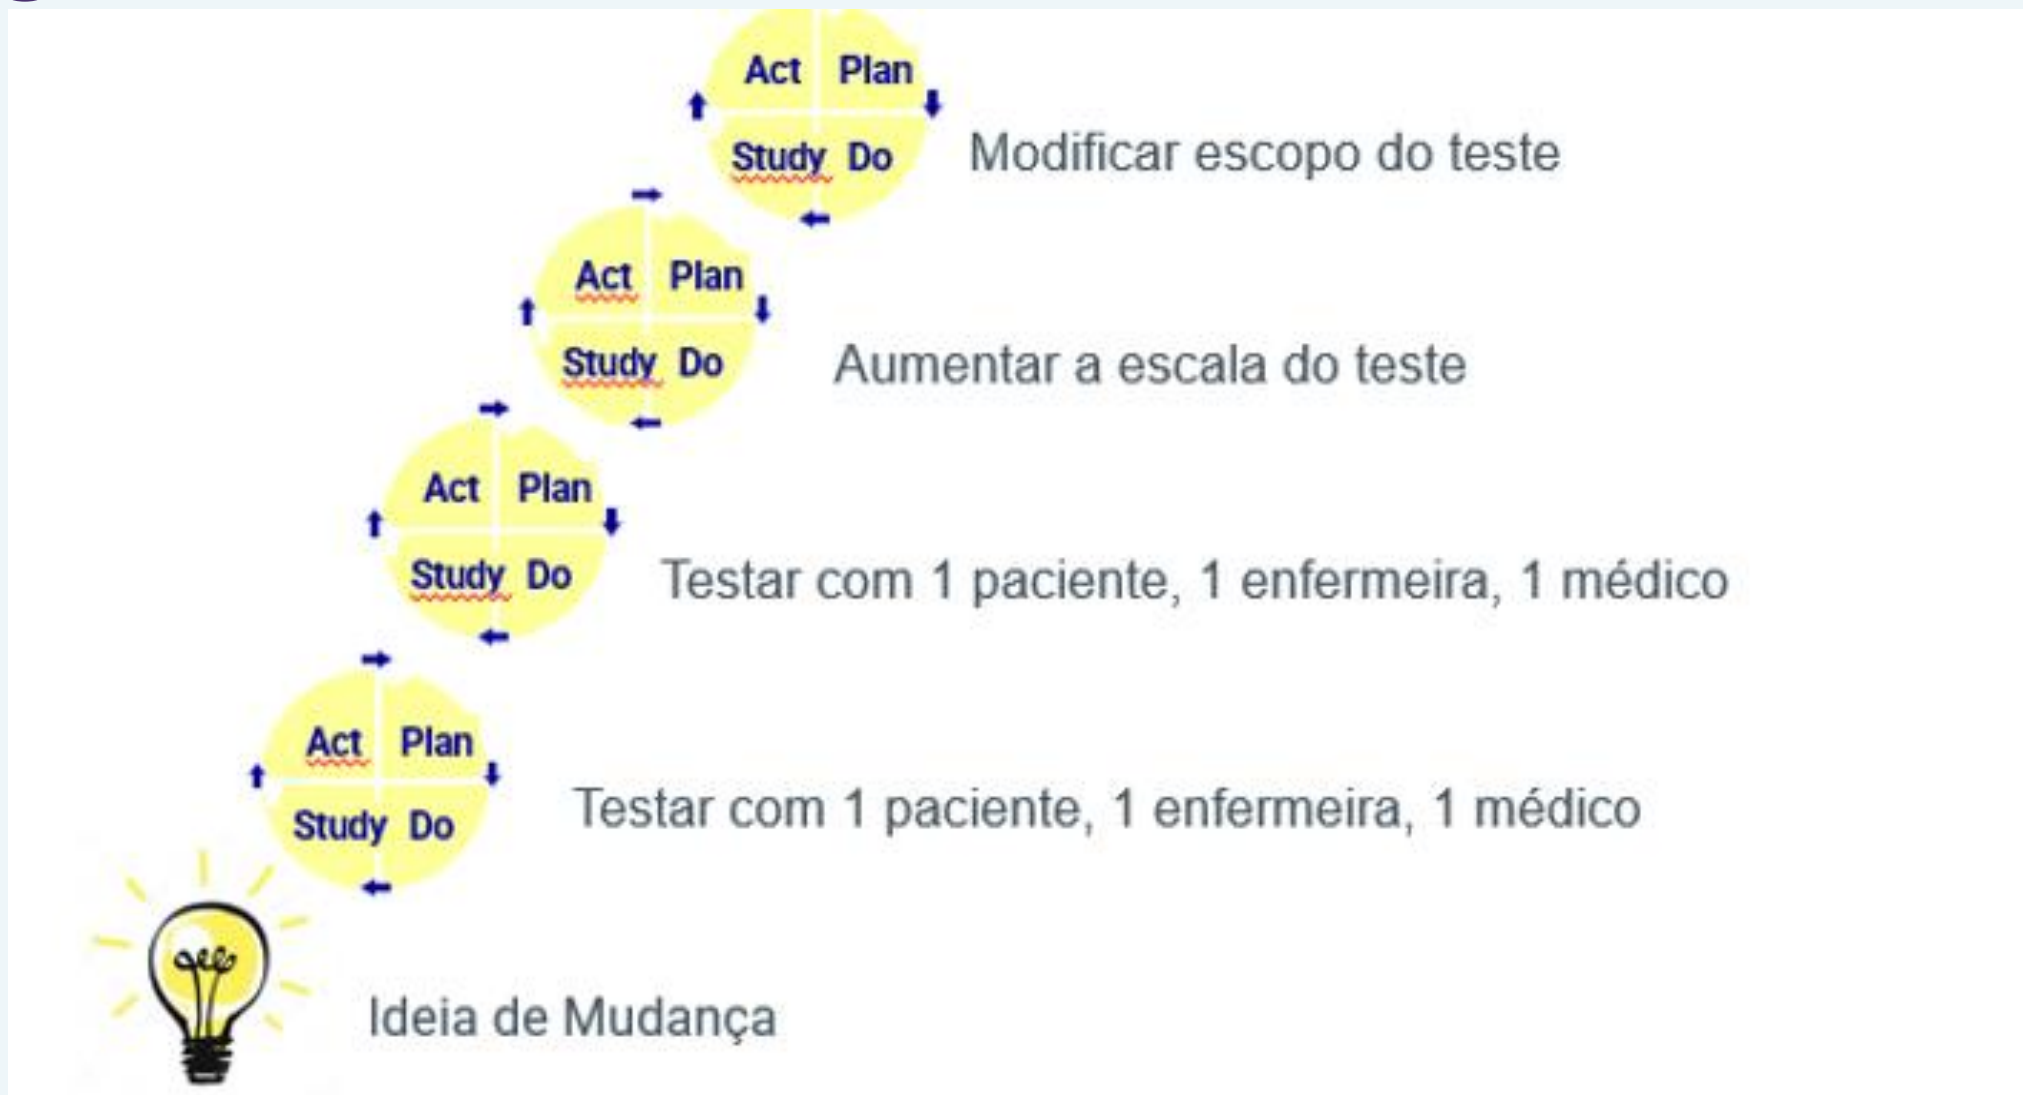 Act Plan
Study Do
Modificar escopo do teste
Act Plan
Study Do
Aumentar a escala do teste
Act Plan
Study Do
Testar com 1 paciente, 1 enfermeira, 1 médico
Act Plan
Study Do
Testar com 1 paciente, 1 enfermeira, 1 médico
Ideia de Mudança